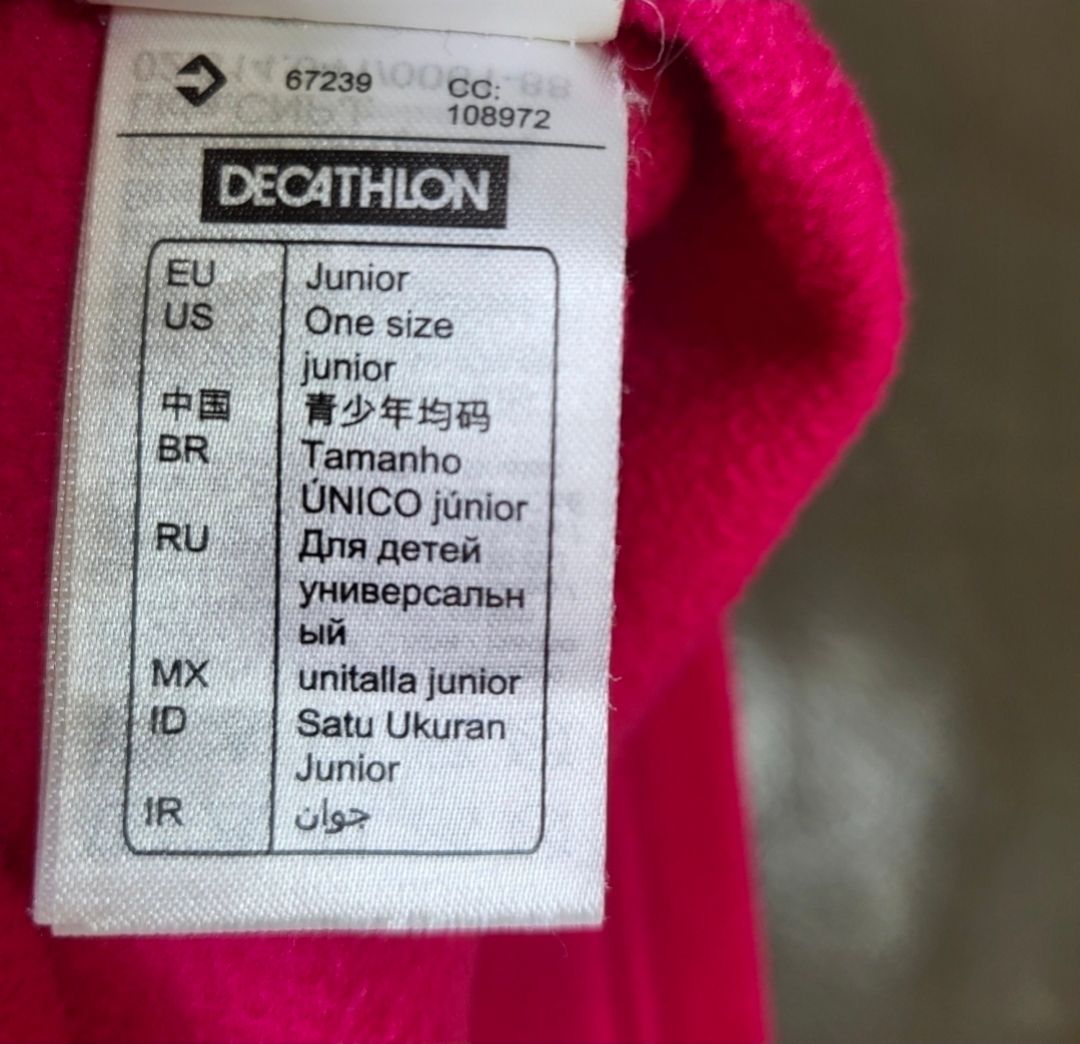 67239 CC:
108972
DECATHLON
EU Junior
US One size
junior
中国 青少年均码
BR Tamanho
ÚNICO júnior
RU Для детей
универсальн
ый
MX unitalla junior
ID Satu Ukuran
Junior
IR جوان